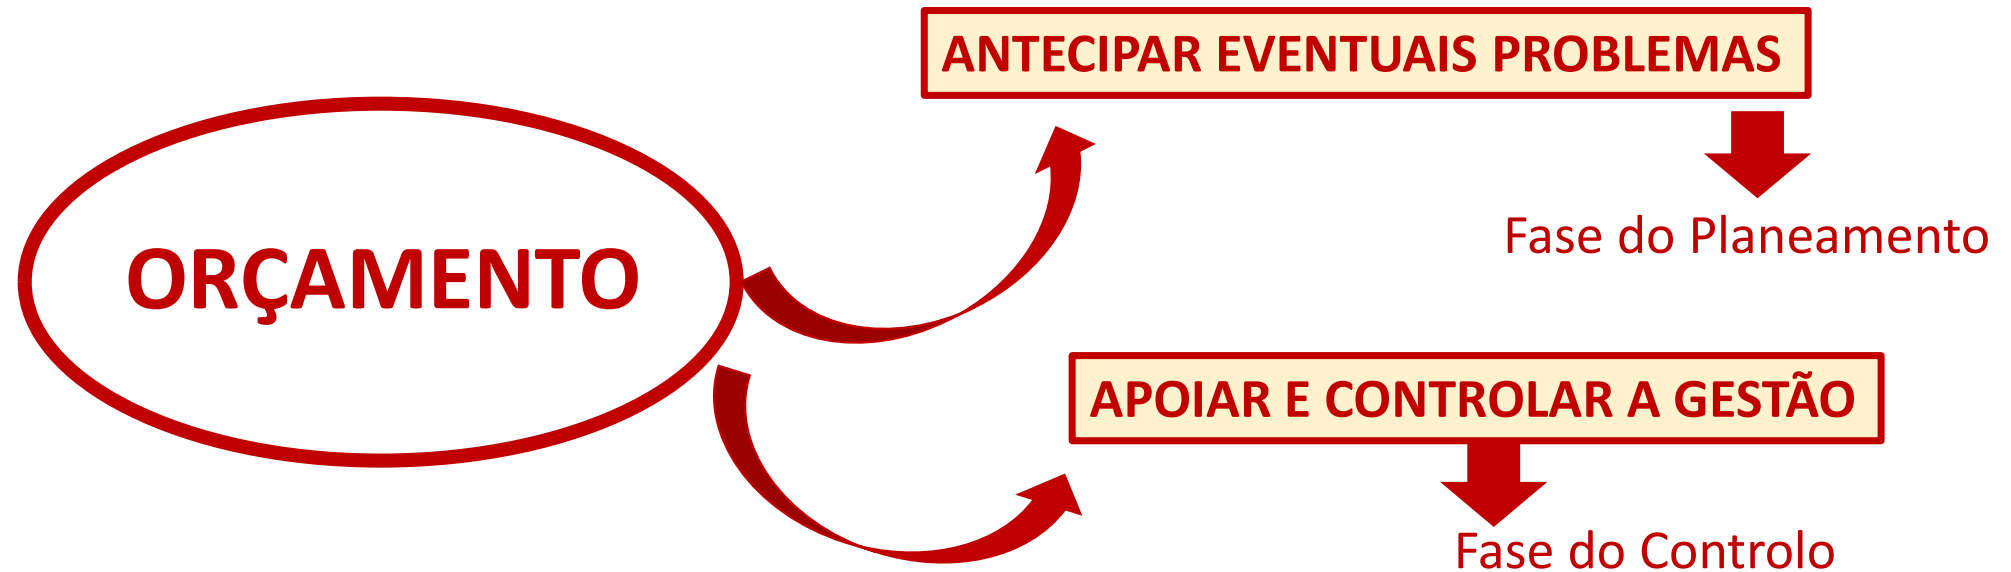 ANTECIPAR EVENTUAIS PROBLEMAS
Fase do Planeamento
ORÇAMENTO
APOIAR E CONTROLAR A GESTÃO
Fase do Controlo